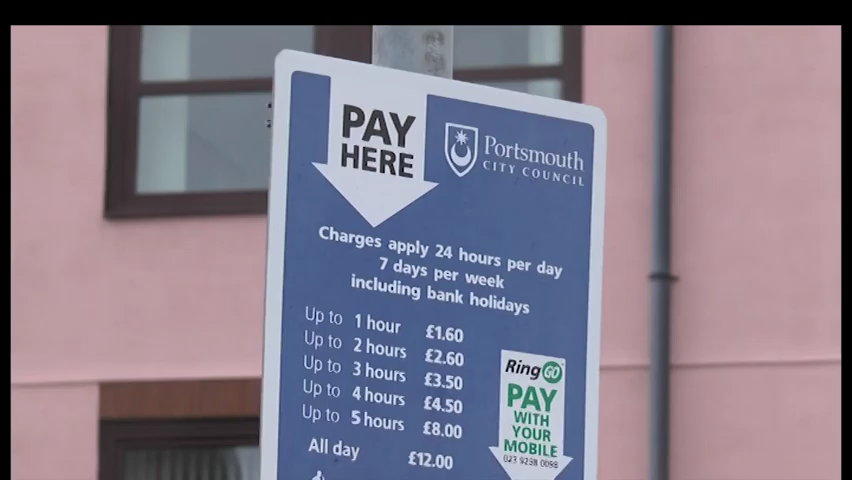 PAY
HERE
Portsmouth
CITY COUNCIL
Charges apply 24 hours per day
7 days per week
including bank holidays
Up to 1 hour £1.60
Up to 2 hours £2.60
Up to 3 hours £3.50
Up to 4 hours £4.50
Up to 5 hours £8.00
All day £12.00
RingGO
PAY
WITH
YOUR
MOBILE
023 9258 0098